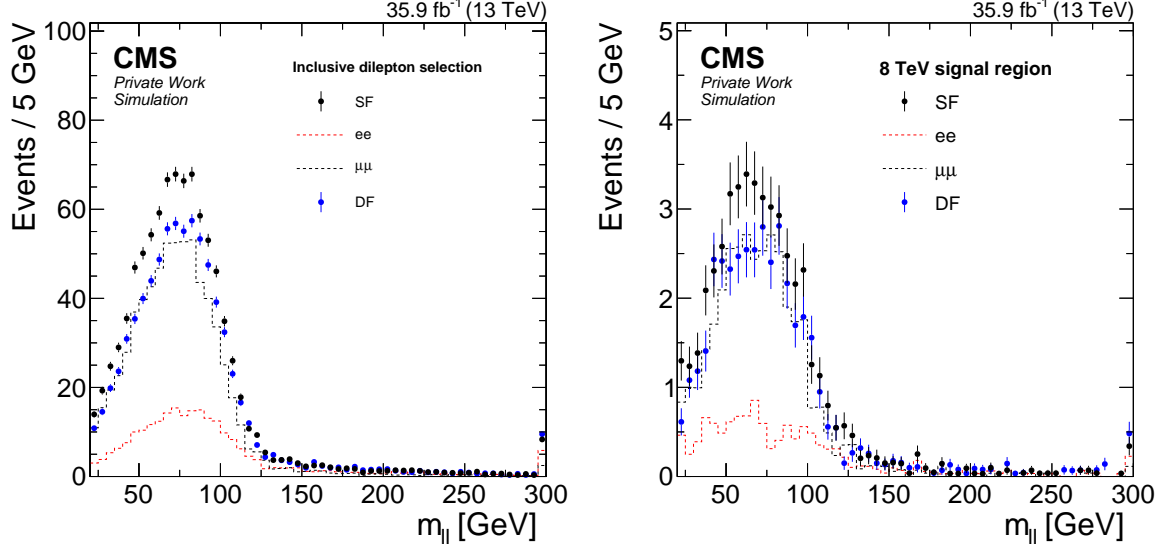 35.9 fb⁻¹ (13 TeV)
Events / 5 GeV
100
80
60
40
20
0
CMS
Private Work
Simulation
Inclusive dilepton selection
SF
ee
μμ
DF
50
100
150
200
250
300
m_ll [GeV]
35.9 fb⁻¹ (13 TeV)
Events / 5 GeV
5
4
3
2
1
0
CMS
Private Work
Simulation
8 TeV signal region
SF
ee
μμ
DF
50
100
150
200
250
300
m_ll [GeV]